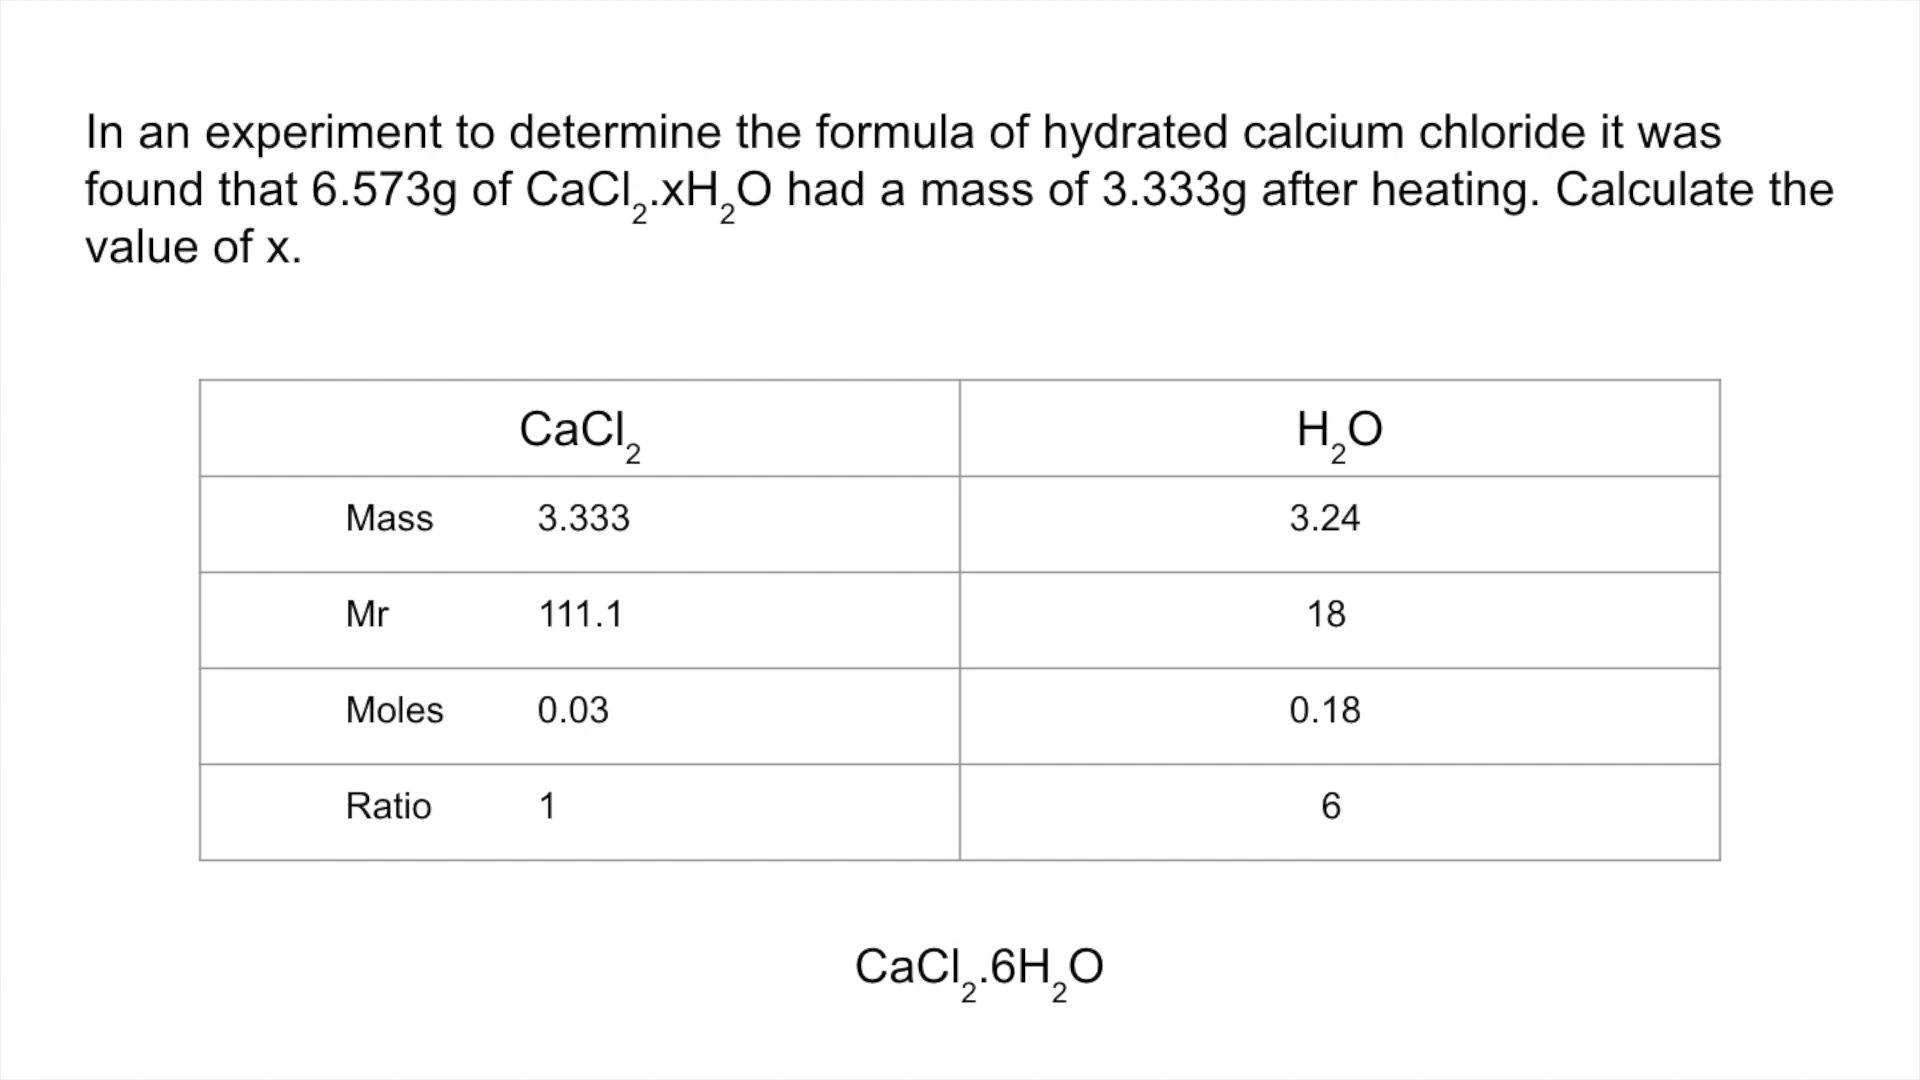 In an experiment to determine the formula of hydrated calcium chloride it was
found that 6.573g of CaCl₂.xH₂O had a mass of 3.333g after heating. Calculate the
value of x.
CaCl₂ H₂O
Mass 3.333 3.24
Mr 111.1 18
Moles 0.03 0.18
Ratio 1 6
CaCl₂.6H₂O